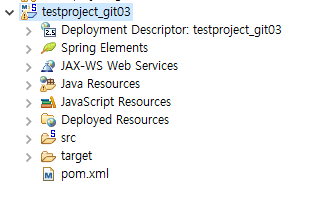 testproject_git03
Deployment Descriptor: testproject_git03
Spring Elements
JAX-WS Web Services
Java Resources
JavaScript Resources
Deployed Resources
src
target
pom.xml